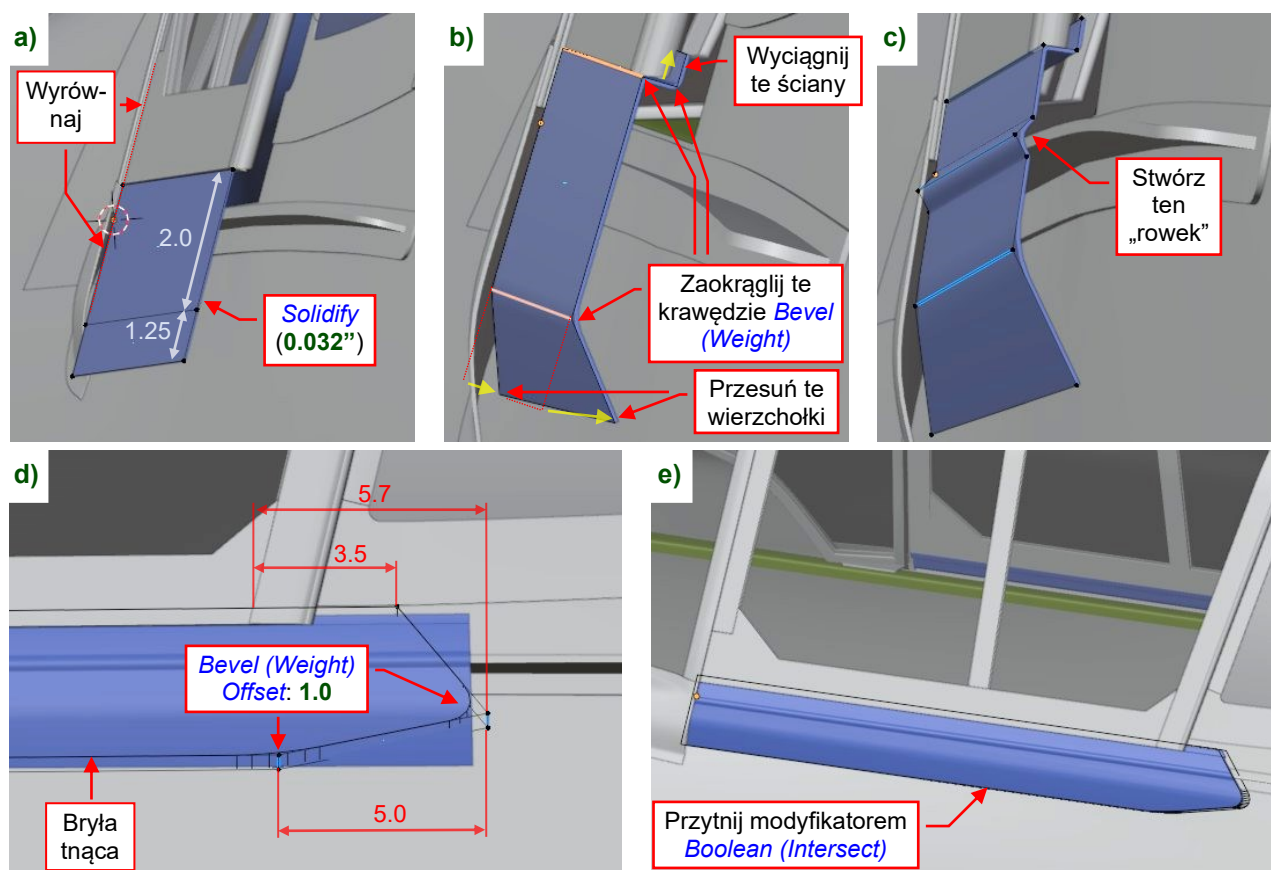 a)
Wyrów-
naj
2.0
1.25
Solidify
(0.032”)
b)
Wyciągnij
te ściany
Zaokrąglij te
krawędzie Bevel
(Weight)
Przesuń te
wierzchołki
c)
Stwórz
ten
„rowek”
d)
5.7
3.5
Bevel (Weight)
Offset: 1.0
5.0
Bryła
tnąca
e)
Przytnij modyfikatorem
Boolean (Intersect)